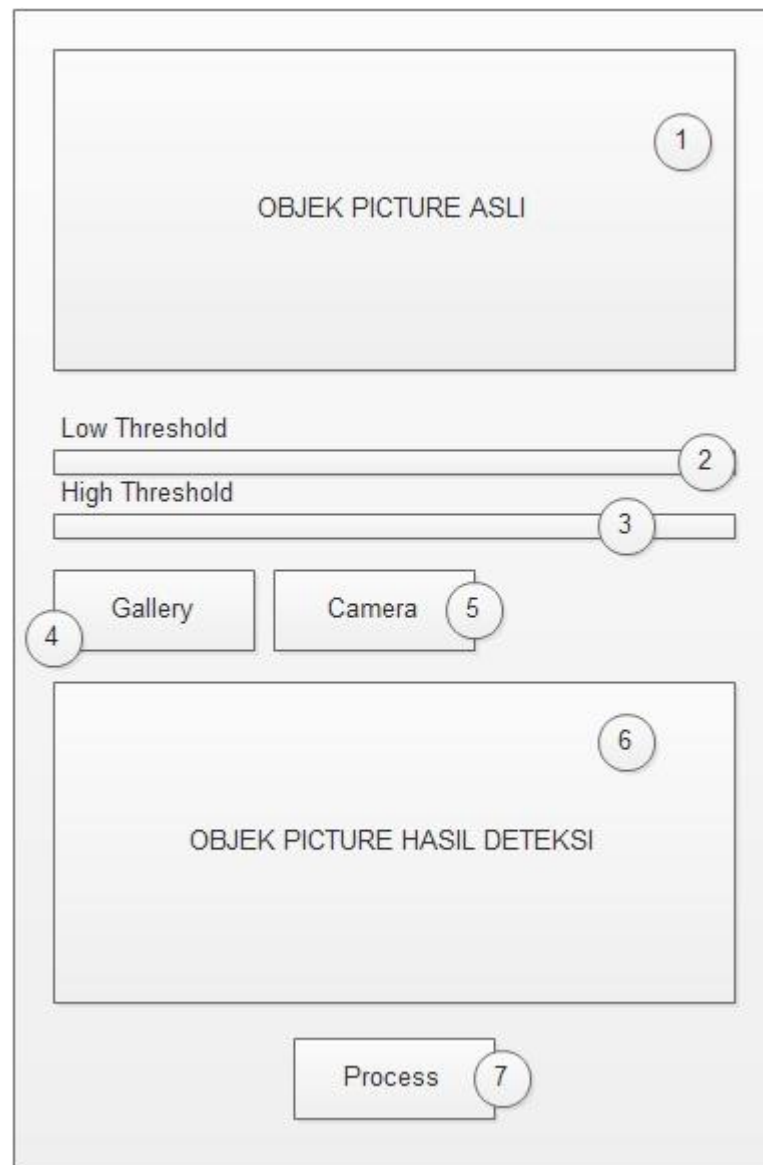 1
OBJEK PICTURE ASLI
Low Threshold
2
High Threshold
3
Gallery
Camera
5
4
6
OBJEK PICTURE HASIL DETEKSI
Process
7